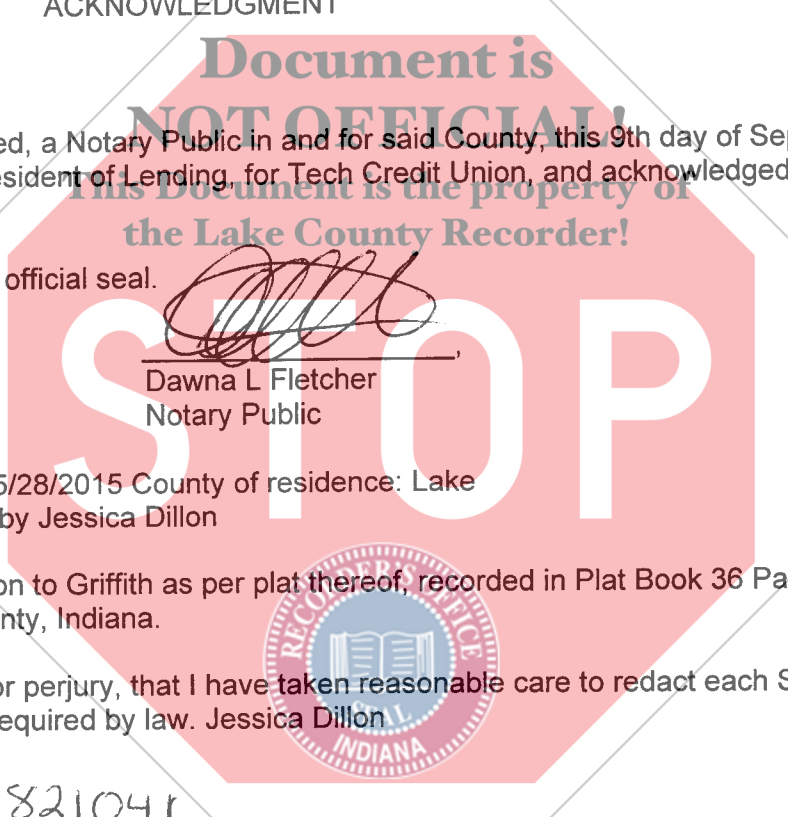 ACKNOWLEDGMENT
Document is
NOT OFFICIAL!
ed, a Notary Public in and for said County, this 9th day of Sep
esident of Lending, for Tech Credit Union, and acknowledged
This Document is the property of
the Lake County Recorder!
official seal.
STOP
Dawna L Fletcher
Notary Public
5/28/2015 County of residence: Lake
by Jessica Dillon
on to Griffith as per plat thereof, recorded in Plat Book 36 Pa
nty, Indiana.
or perjury, that I have taken reasonable care to redact each S
equired by law. Jessica Dillon
RECORDER'S OFFICE
SEAL
INDIANA
821041